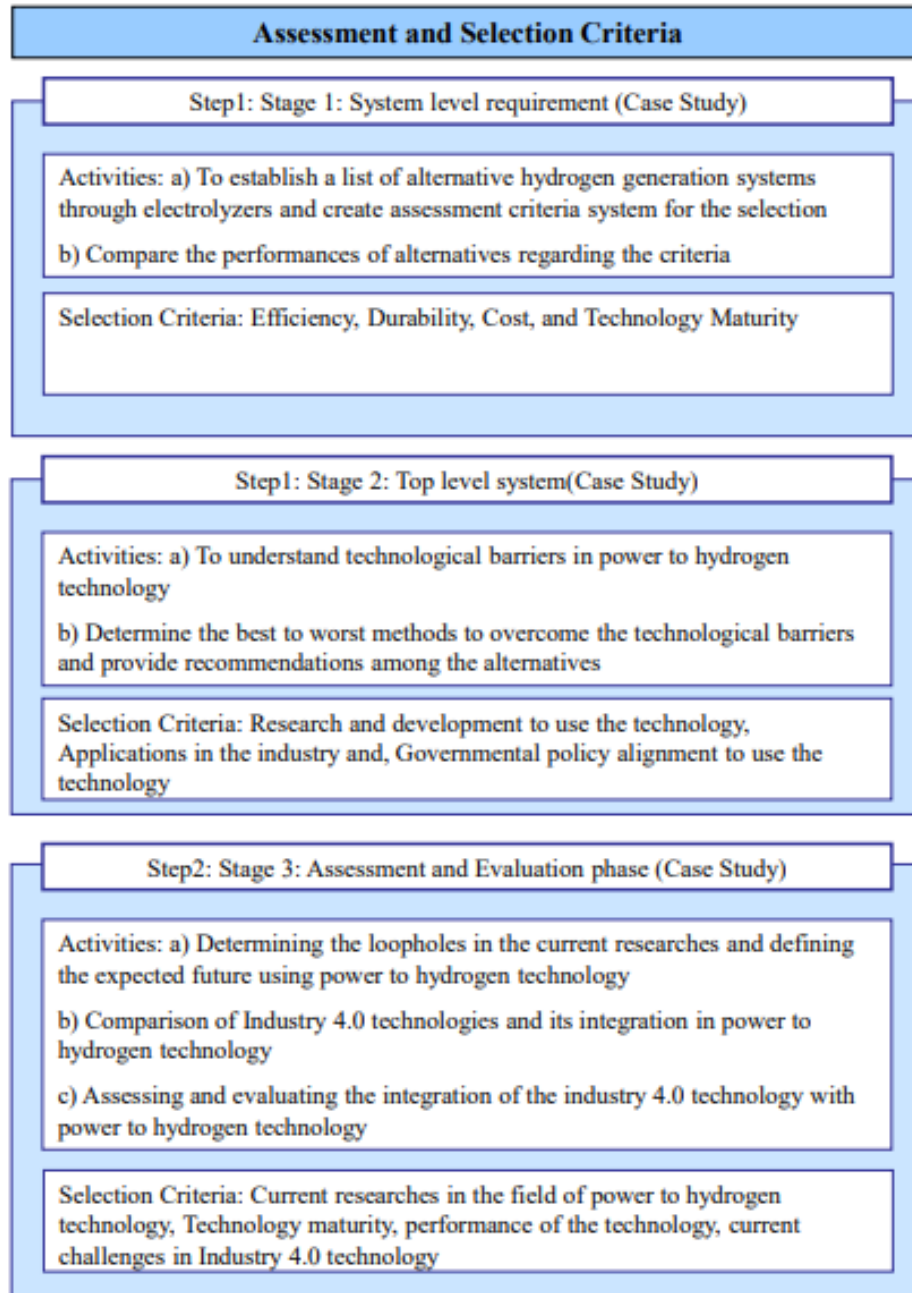 Assessment and Selection Criteria
Step1: Stage 1: System level requirement (Case Study)
Activities: a) To establish a list of alternative hydrogen generation systems
through electrolyzers and create assessment criteria system for the selection
b) Compare the performances of alternatives regarding the criteria
Selection Criteria: Efficiency, Durability, Cost, and Technology Maturity
Step1: Stage 2: Top level system(Case Study)
Activities: a) To understand technological barriers in power to hydrogen
technology
b) Determine the best to worst methods to overcome the technological barriers
and provide recommendations among the alternatives
Selection Criteria: Research and development to use the technology,
Applications in the industry and, Governmental policy alignment to use the
technology
Step2: Stage 3: Assessment and Evaluation phase (Case Study)
Activities: a) Determining the loopholes in the current researches and defining
the expected future using power to hydrogen technology
b) Comparison of Industry 4.0 technologies and its integration in power to
hydrogen technology
c) Assessing and evaluating the integration of the industry 4.0 technology with
power to hydrogen technology
Selection Criteria: Current researches in the field of power to hydrogen
technology, Technology maturity, performance of the technology, current
challenges in Industry 4.0 technology